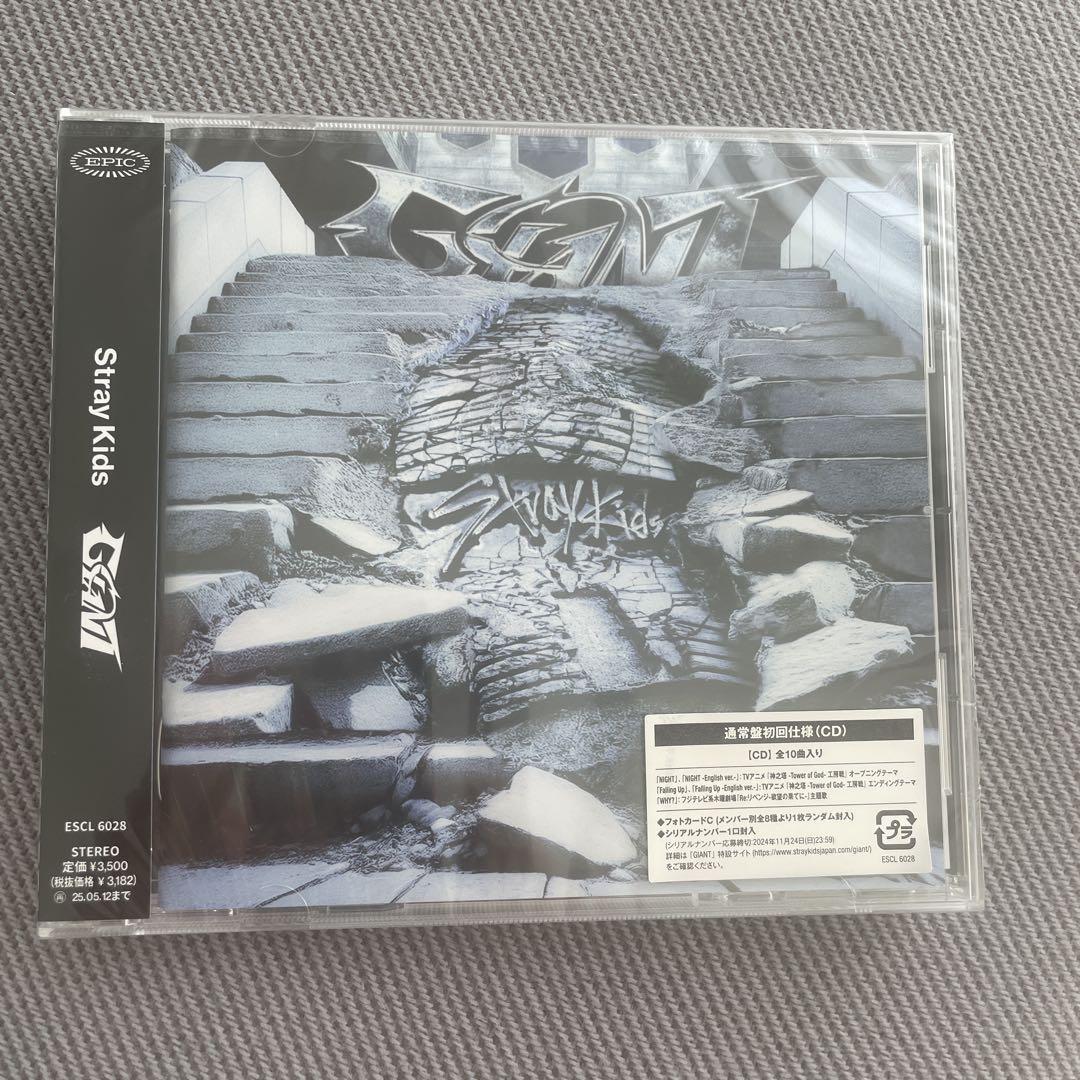 EPIC
Stray Kids
GIANT
ESCL 6028
STEREO
定価 ¥3,500
(税抜価格 ¥3,182)
再 25.05.12まで
GIANT
StrayKids
通常盤初回仕様(CD)
【CD】 全10曲入り
「NIGHT」、「NIGHT -English ver.-」:TVアニメ『神之塔 -Tower of God- 工房戦』 オープニングテーマ
「Falling Up」、「Falling Up -English ver.-」:TVアニメ『神之塔 -Tower of God- 工房戦』 エンディングテーマ
「WHY?」:フジテレビ系木曜劇場『Re:リベンジ-欲望の果てに-』主題歌
◆フォトカードC (メンバー別全8種より1枚ランダム封入)
◆シリアルナンバー1口封入
(シリアルナンバー応募締切:2024年11月24日(日)23:59)
詳細は「GIANT」特設サイト(https://www.straykidsjapan.com/giant/)
をご確認ください。
プラ
ESCL 6028